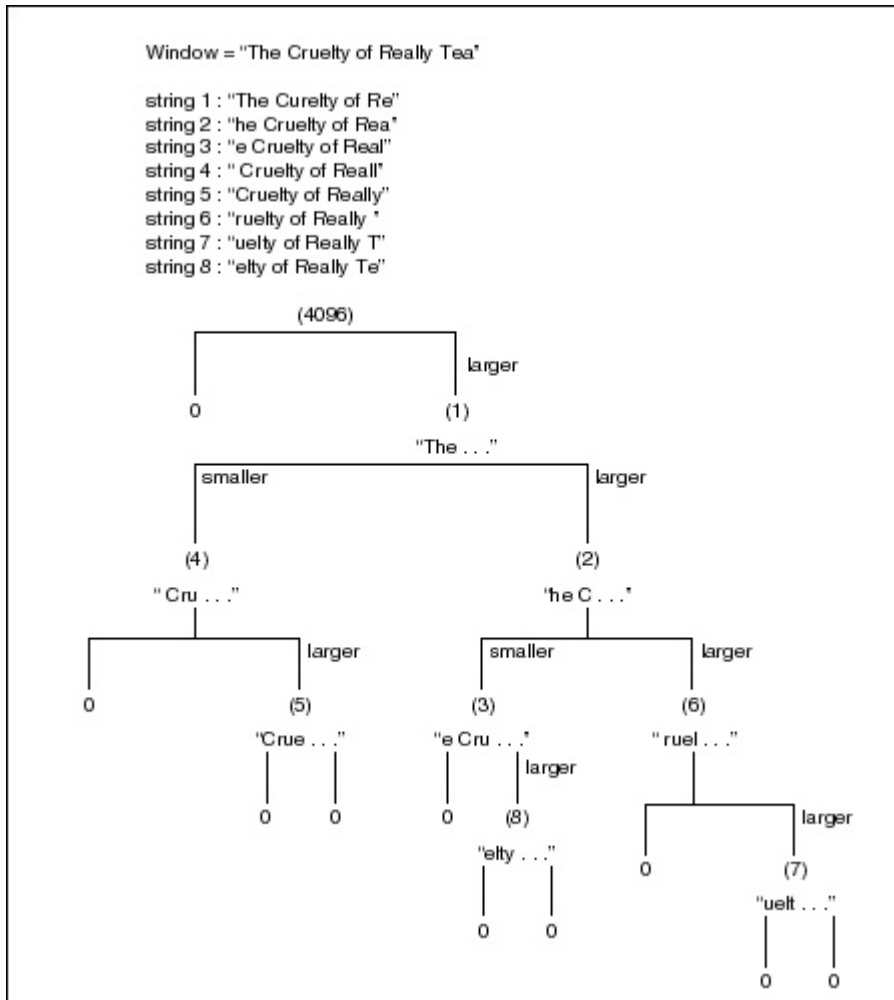 Window = "The Cruelty of Really Tea"
string 1 : "The Curelty of Re"
string 2 : "he Cruelty of Rea"
string 3 : "e Cruelty of Real"
string 4 : " Cruelty of Reall"
string 5 : "Cruelty of Really"
string 6 : "ruelty of Really "
string 7 : "uelty of Really T"
string 8 : "elty of Really Te"
(4096)
larger
0 (1)
"The . . ."
smaller larger
(4) (2)
" Cru . . ." "he C . . ."
larger smaller larger
0 (5) (3) (6)
"Crue . . ." "e Cru . . ." " ruel . . ."
larger
0 0 0 (8) larger
"elty . . ." 0 (7)
"uelt . . ."
0 0
0 0